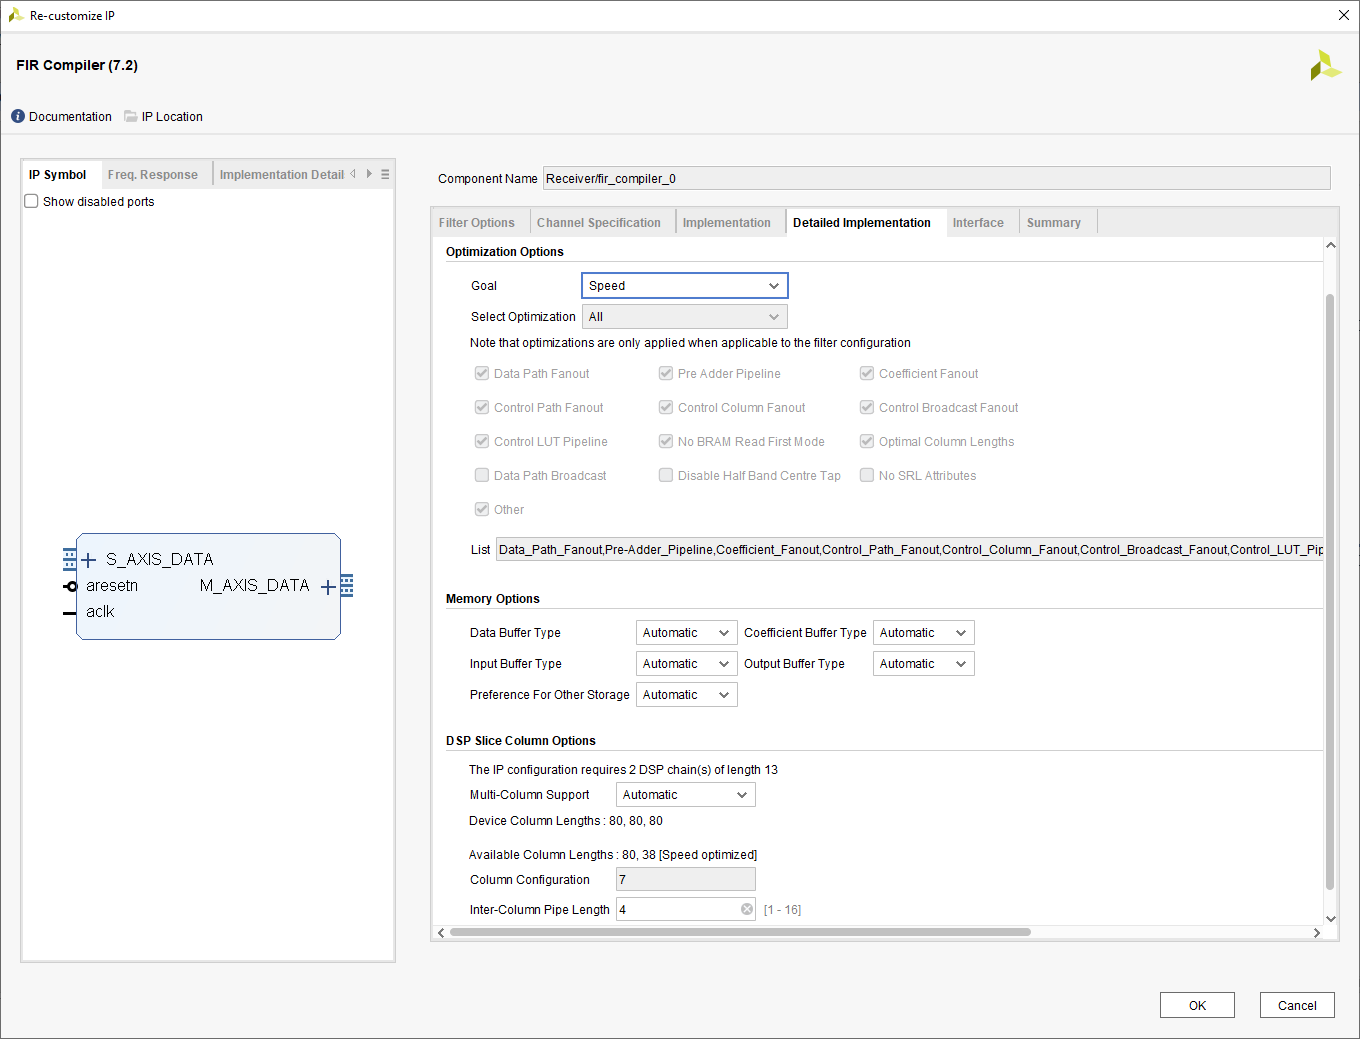 Re-customize IP
FIR Compiler (7.2)
Documentation IP Location
IP Symbol Freq. Response Implementation Detail
Show disabled ports
S_AXIS_DATA
aresetn M_AXIS_DATA
aclk
Component Name Receiver/fir_compiler_0
Filter Options Channel Specification Implementation Detailed Implementation Interface Summary
Optimization Options
Goal Speed
Select Optimization All
Note that optimizations are only applied when applicable to the filter configuration
Data Path Fanout Pre Adder Pipeline Coefficient Fanout
Control Path Fanout Control Column Fanout Control Broadcast Fanout
Control LUT Pipeline No BRAM Read First Mode Optimal Column Lengths
Data Path Broadcast Disable Half Band Centre Tap No SRL Attributes
Other
List Data_Path_Fanout,Pre-Adder_Pipeline,Coefficient_Fanout,Control_Path_Fanout,Control_Column_Fanout,Control_Broadcast_Fanout,Control_LUT_Pip
Memory Options
Data Buffer Type Automatic Coefficient Buffer Type Automatic
Input Buffer Type Automatic Output Buffer Type Automatic
Preference For Other Storage Automatic
DSP Slice Column Options
The IP configuration requires 2 DSP chain(s) of length 13
Multi-Column Support Automatic
Device Column Lengths : 80, 80, 80
Available Column Lengths : 80, 38 [Speed optimized]
Column Configuration 7
Inter-Column Pipe Length 4 [1 - 16]
OK Cancel